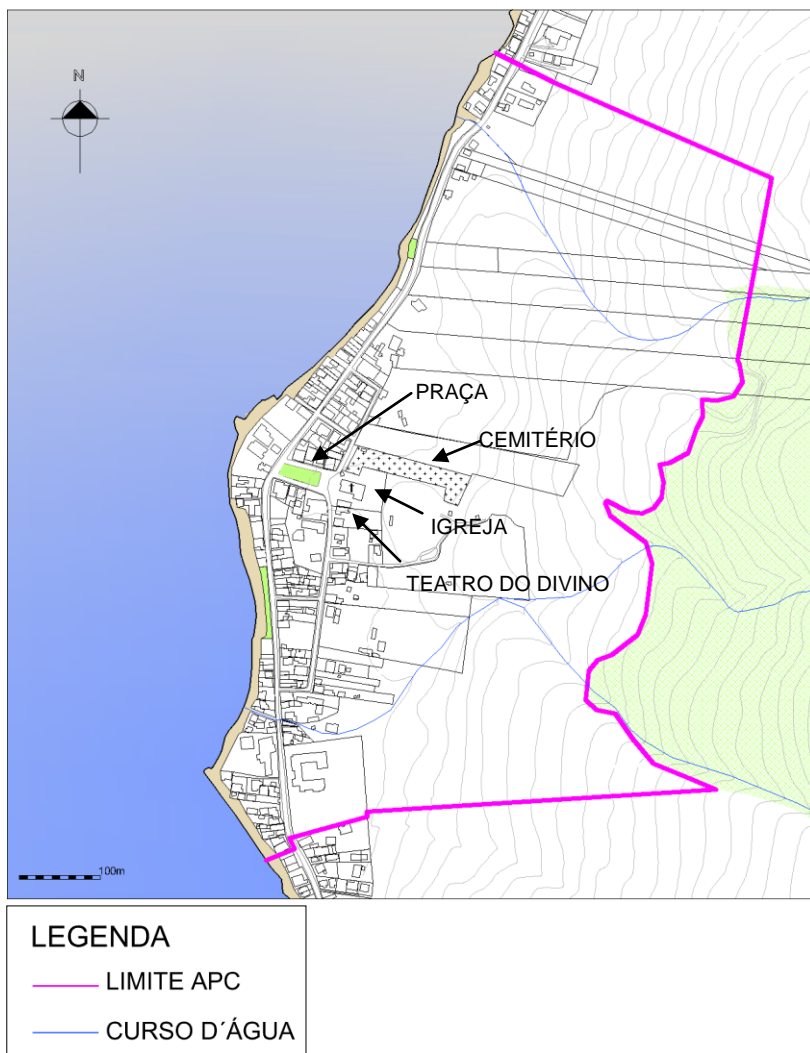 N
PRAÇA
CEMITÉRIO
IGREJA
TEATRO DO DIVINO
100m
LEGENDA
LIMITE APC
CURSO D´ÁGUA